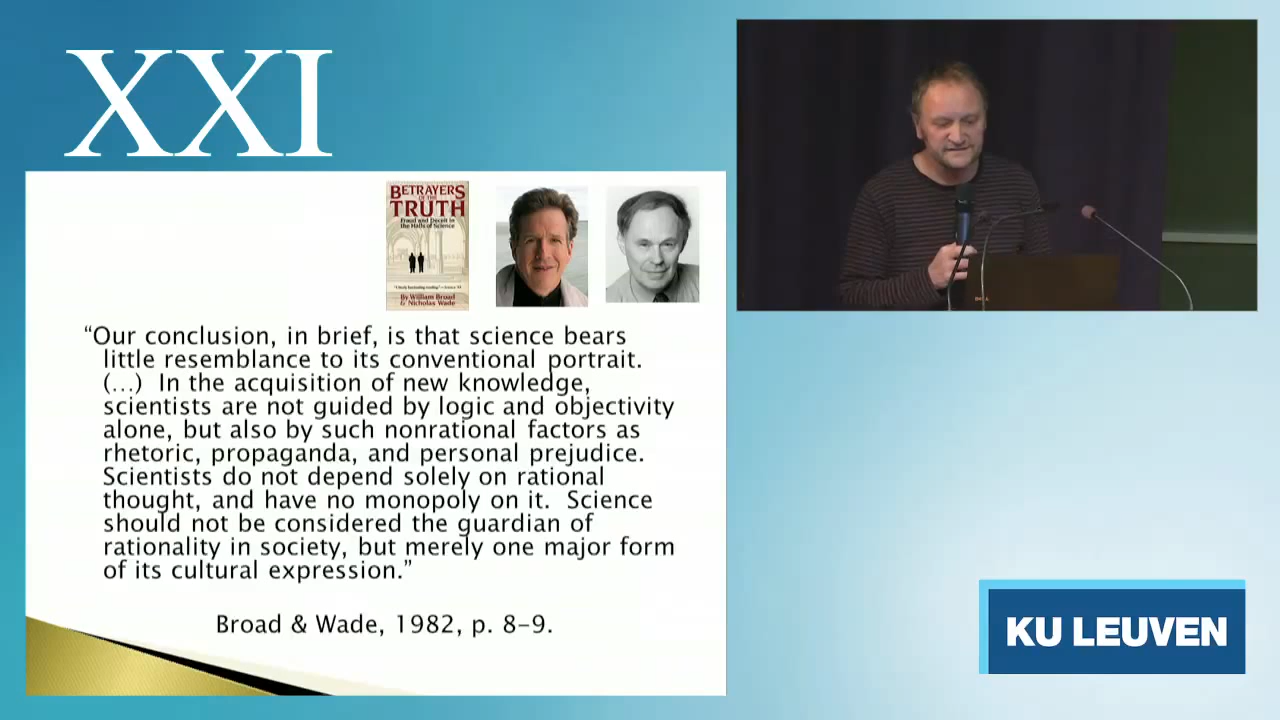 XXI
BETRAYERS
OF THE
TRUTH
Fraud and Deceit in
the Halls of Science
By William Broad
& Nicholas Wade
“Our conclusion, in brief, is that science bears
little resemblance to its conventional portrait.
(…)  In the acquisition of new knowledge,
scientists are not guided by logic and objectivity
alone, but also by such nonrational factors as
rhetoric, propaganda, and personal prejudice.
Scientists do not depend solely on rational
thought, and have no monopoly on it.  Science
should not be considered the guardian of
rationality in society, but merely one major form
of its cultural expression.”
Broad & Wade, 1982, p. 8–9.
KU LEUVEN